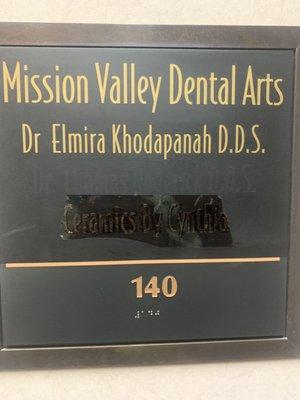 Mission Valley Dental Arts
Dr Elmira Khodapanah D.D.S.
Ceramics By Cynthia
140